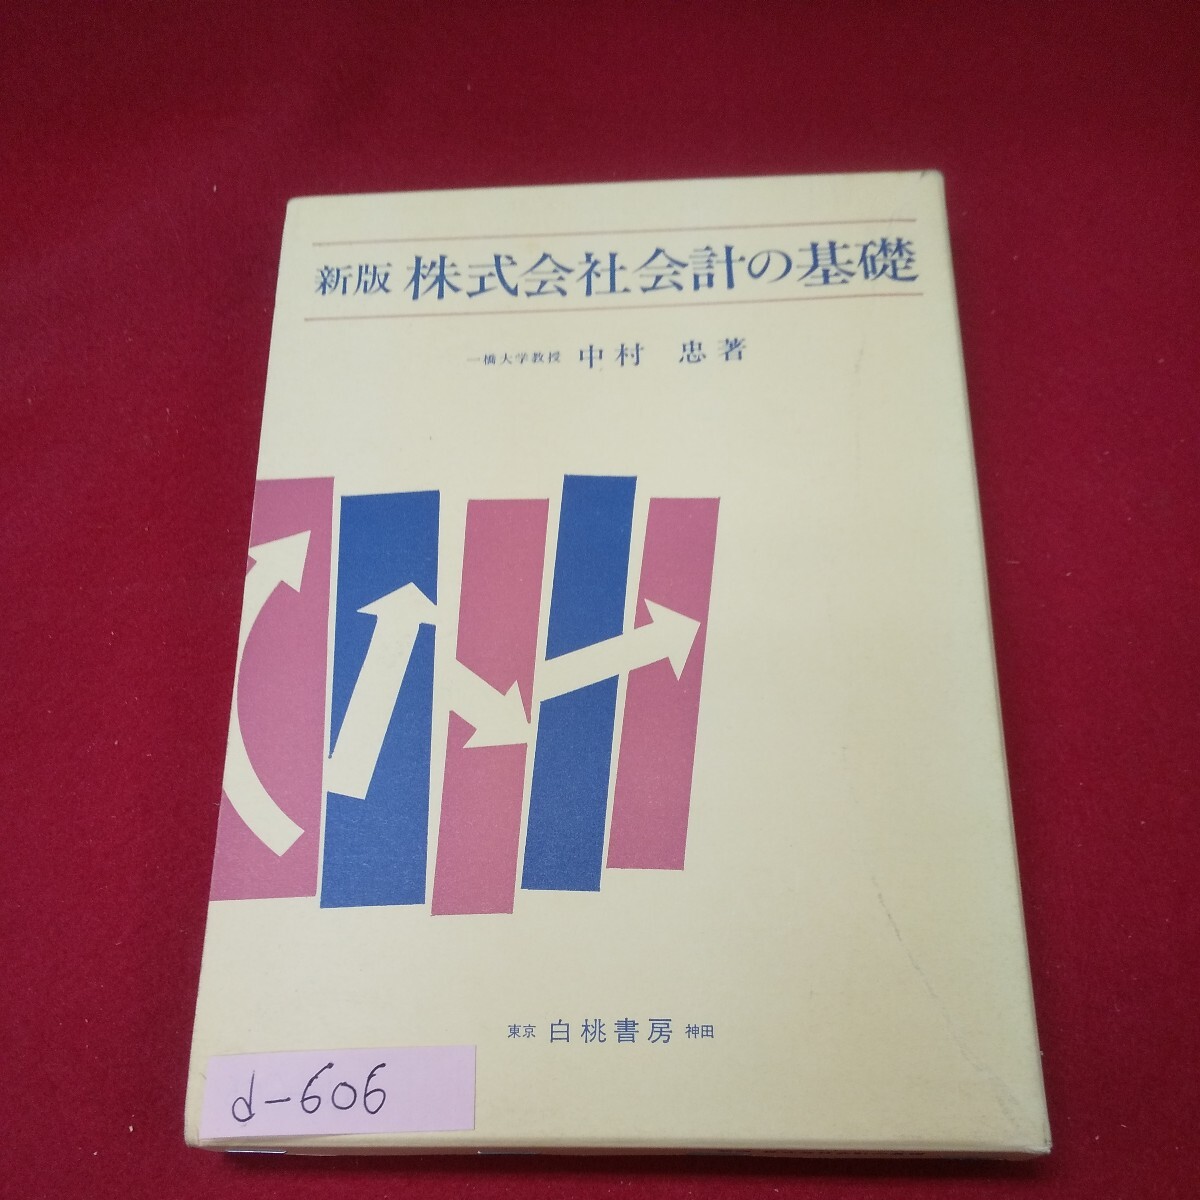 新版 株式会社会計の基礎
一橋大学教授 中村 忠著
東京 白桃書房 神田
d-606